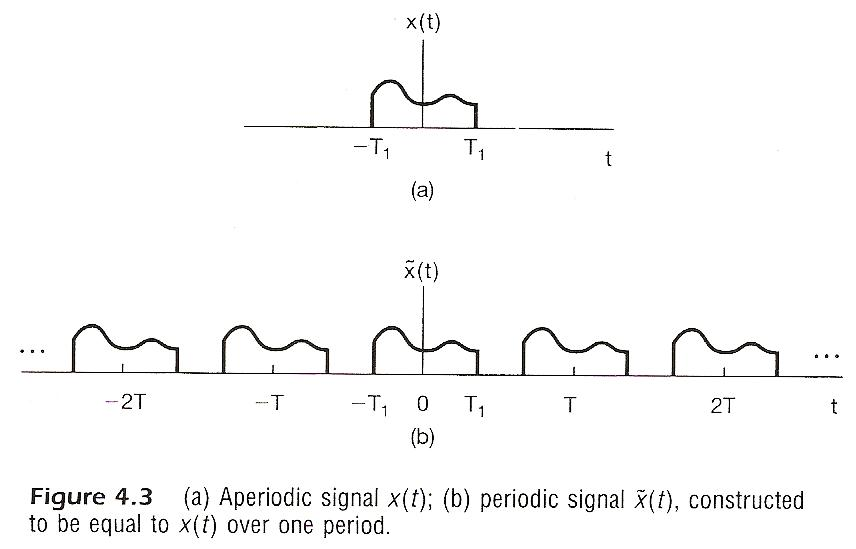 x(t)
−T₁ T₁ t
(a)
x̃(t)
... ...
−2T −T −T₁ 0 T₁ T 2T t
(b)
Figure 4.3 (a) Aperiodic signal x(t); (b) periodic signal x̃(t), constructed
to be equal to x(t) over one period.